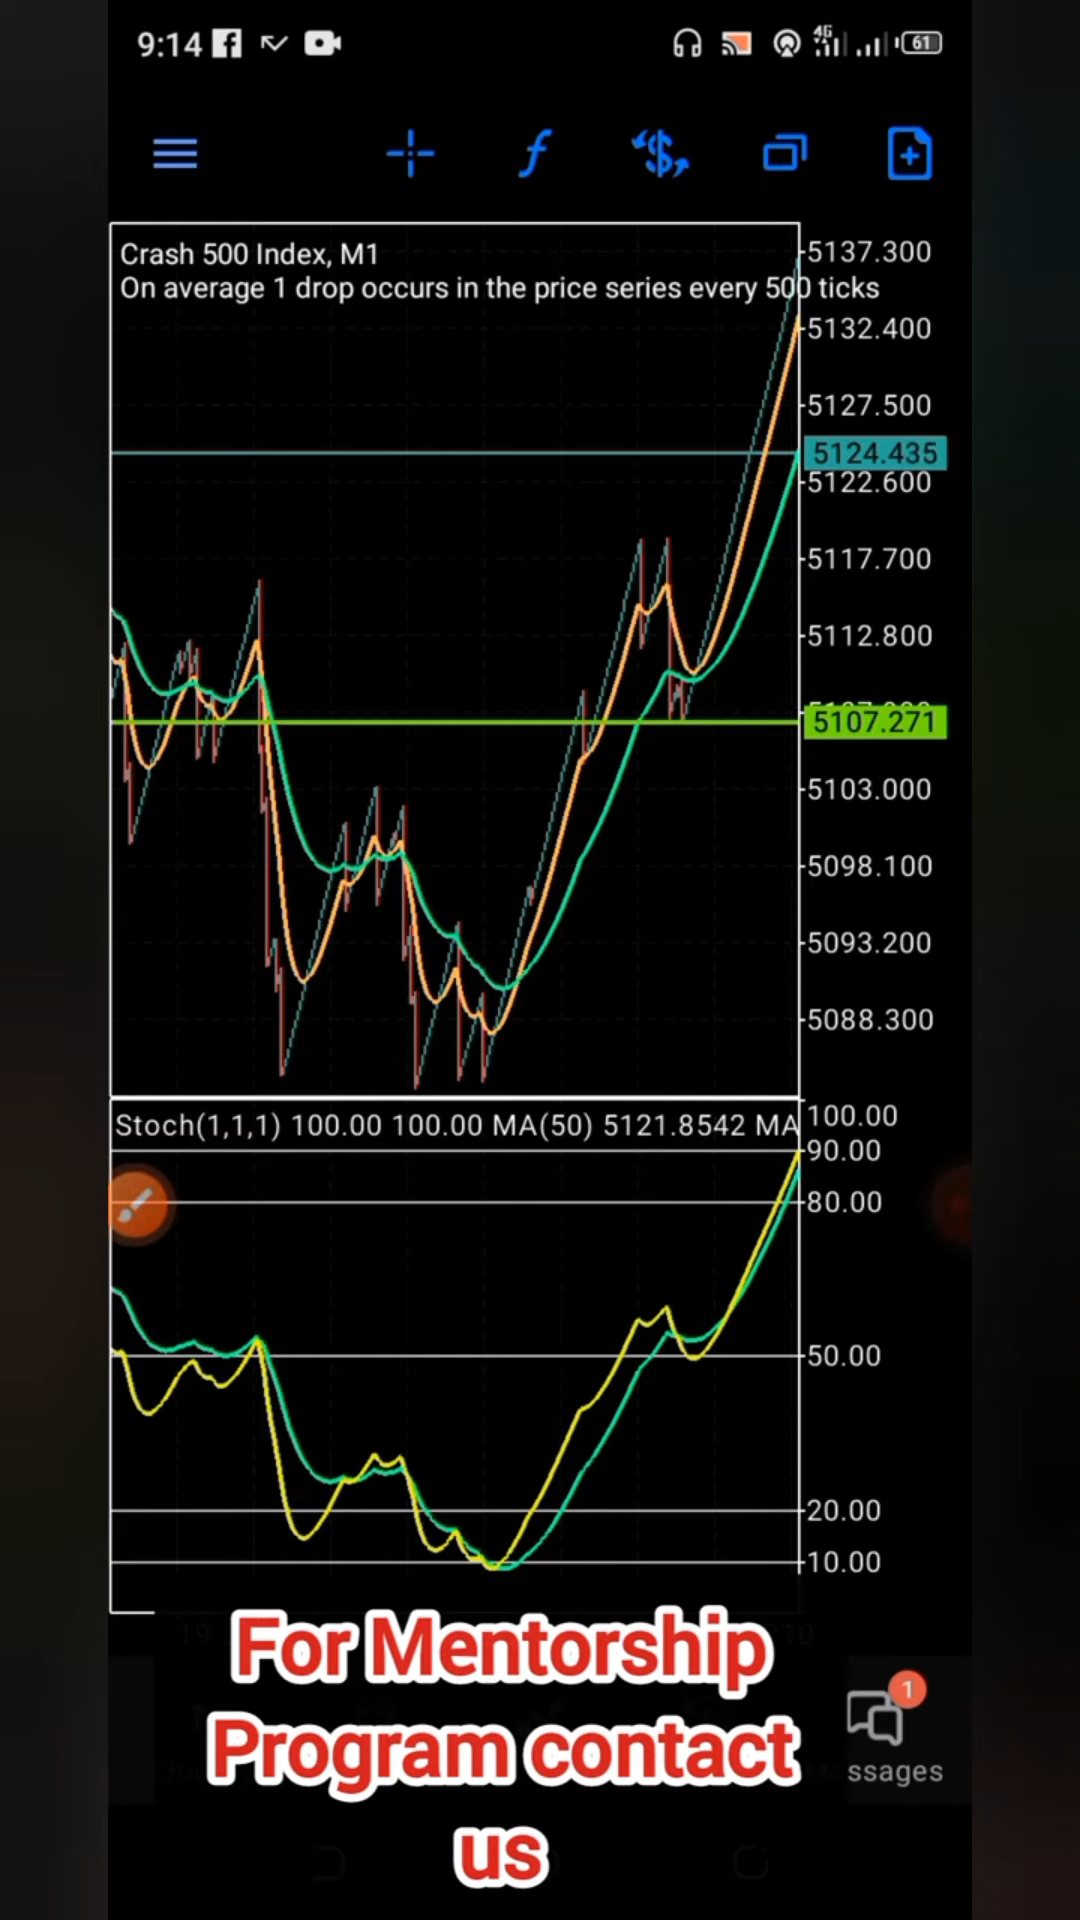 9:14
4G
61
Crash 500 Index, M1
On average 1 drop occurs in the price series every 500 ticks
5137.300
5132.400
5127.500
5124.435
5122.600
5117.700
5112.800
5107.271
5103.000
5098.100
5093.200
5088.300
Stoch(1,1,1) 100.00 100.00 MA(50) 5121.8542 MA
100.00
90.00
80.00
50.00
20.00
10.00
For Mentorship
Program contact
us
1
ssages